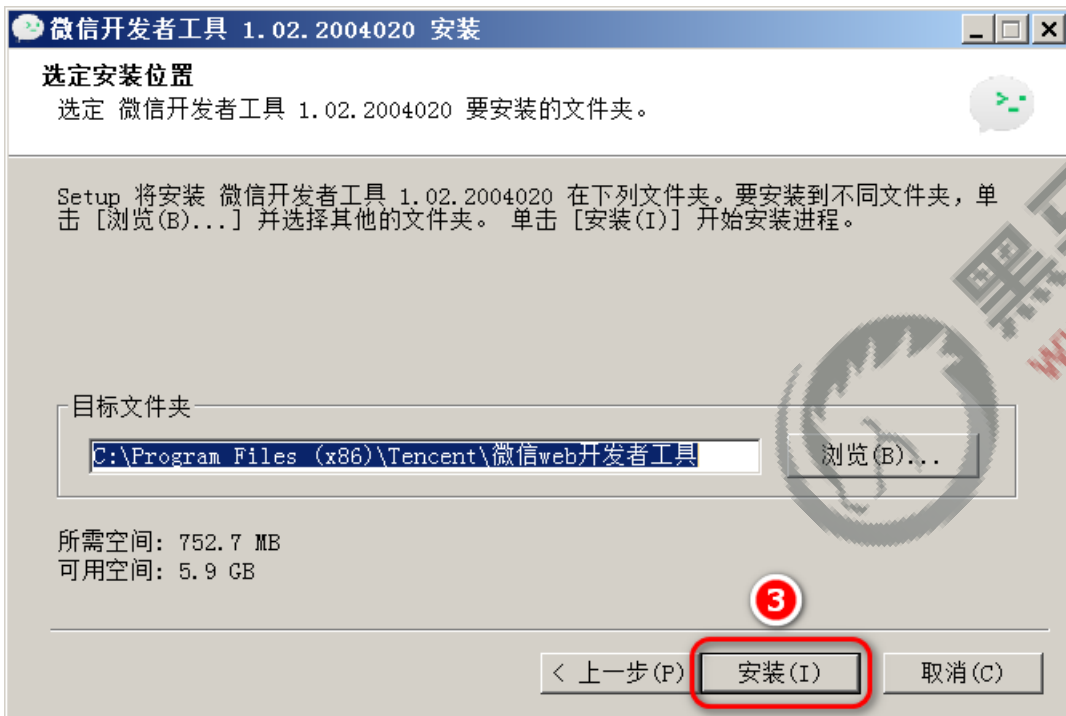 微信开发者工具 1.02.2004020 安装
选定安装位置
选定 微信开发者工具 1.02.2004020 要安装的文件夹。
Setup 将安装 微信开发者工具 1.02.2004020 在下列文件夹。要安装到不同文件夹，单
击 [浏览(B)...] 并选择其他的文件夹。 单击 [安装(I)] 开始安装进程。
目标文件夹
C:\Program Files (x86)\Tencent\微信web开发者工具
浏览(B)...
所需空间: 752.7 MB
可用空间: 5.9 GB
3
< 上一步(P)
安装(I)
取消(C)
黑